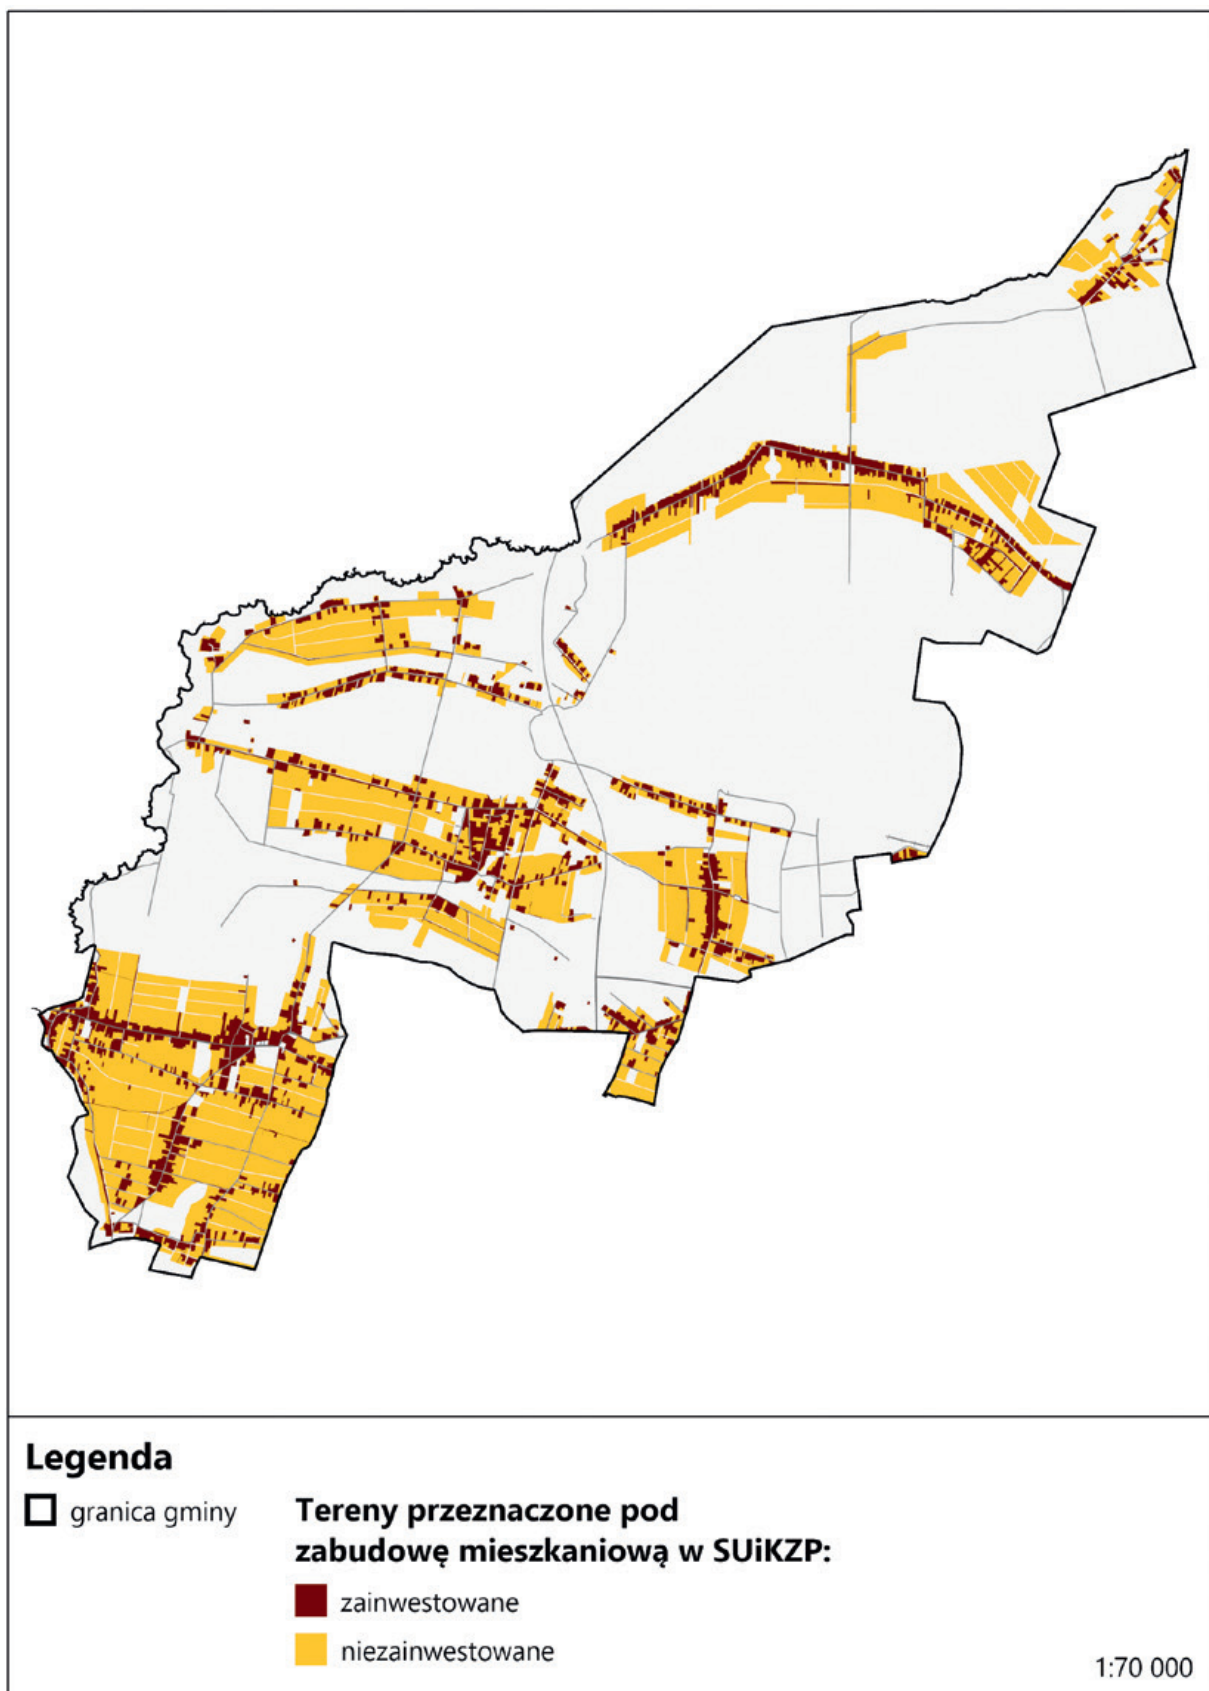 Legenda
granica gminy
Tereny przeznaczone pod
zabudowę mieszkaniową w SUiKZP:
zainwestowane
niezainwestowane
1:70 000